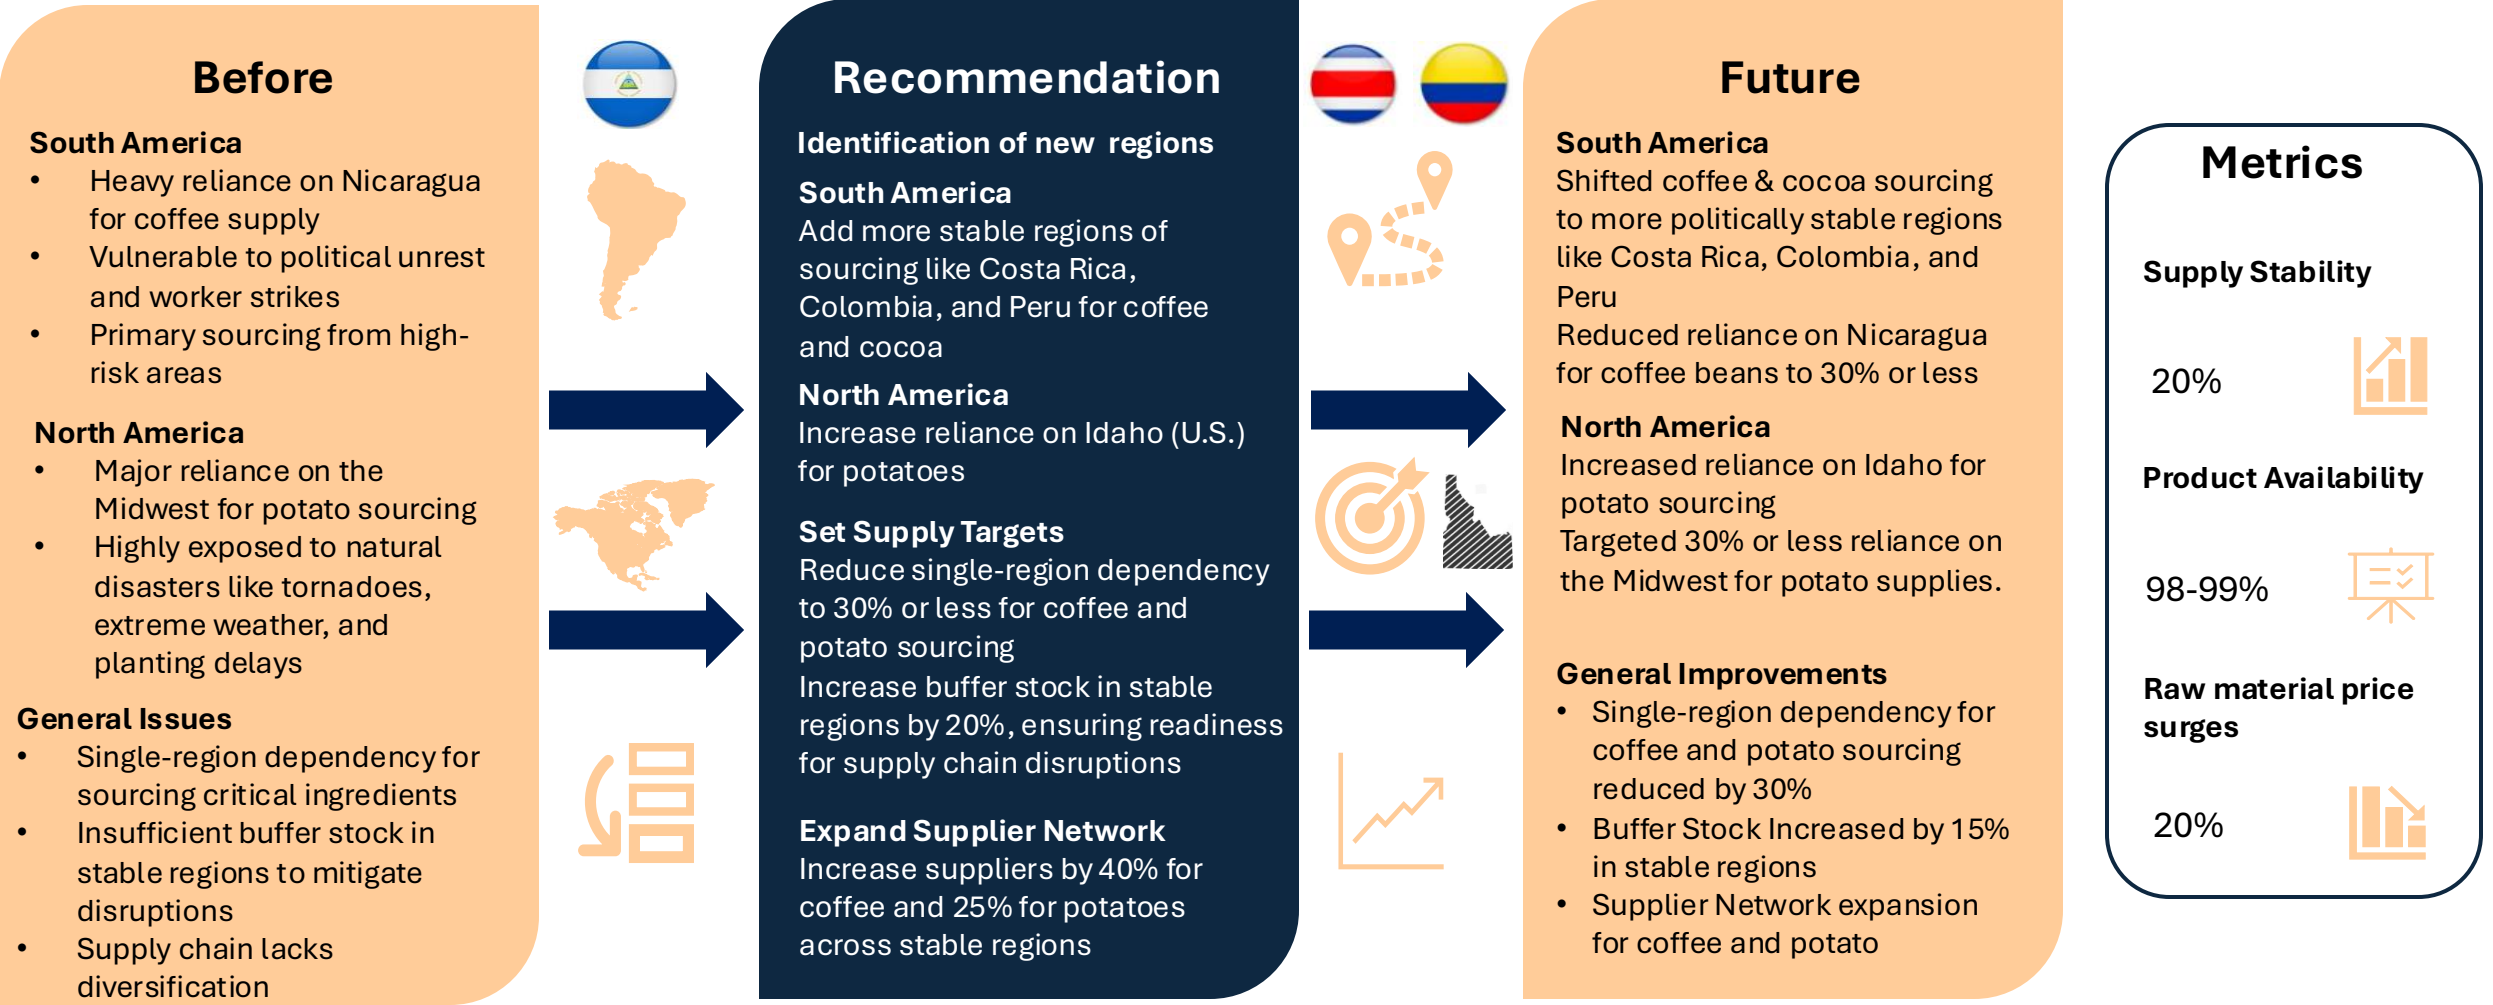 Before
South America
• Heavy reliance on Nicaragua
for coffee supply
• Vulnerable to political unrest
and worker strikes
• Primary sourcing from high-
risk areas
North America
• Major reliance on the
Midwest for potato sourcing
• Highly exposed to natural
disasters like tornadoes,
extreme weather, and
planting delays
General Issues
• Single-region dependency for
sourcing critical ingredients
• Insufficient buffer stock in
stable regions to mitigate
disruptions
• Supply chain lacks
diversification
Recommendation
Identification of new regions
South America
Add more stable regions of
sourcing like Costa Rica,
Colombia, and Peru for coffee
and cocoa
North America
Increase reliance on Idaho (U.S.)
for potatoes
Set Supply Targets
Reduce single-region dependency
to 30% or less for coffee and
potato sourcing
Increase buffer stock in stable
regions by 20%, ensuring readiness
for supply chain disruptions
Expand Supplier Network
Increase suppliers by 40% for
coffee and 25% for potatoes
across stable regions
Future
South America
Shifted coffee & cocoa sourcing
to more politically stable regions
like Costa Rica, Colombia, and
Peru
Reduced reliance on Nicaragua
for coffee beans to 30% or less
North America
Increased reliance on Idaho for
potato sourcing
Targeted 30% or less reliance on
the Midwest for potato supplies.
General Improvements
• Single-region dependency for
coffee and potato sourcing
reduced by 30%
• Buffer Stock Increased by 15%
in stable regions
• Supplier Network expansion
for coffee and potato
Metrics
Supply Stability
20%
Product Availability
98-99%
Raw material price
surges
20%